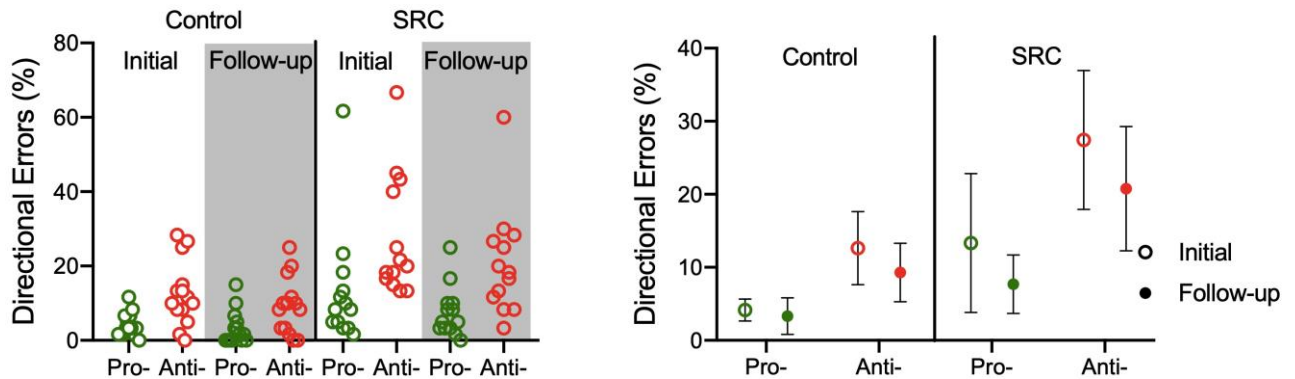 Control SRC
Initial Follow-up Initial Follow-up
Directional Errors (%)
80
60
40
20
0
Pro- Anti- Pro- Anti- Pro- Anti- Pro- Anti-
Control SRC
Directional Errors (%)
40
30
20
10
0
Pro- Anti- Pro- Anti-
Initial
Follow-up